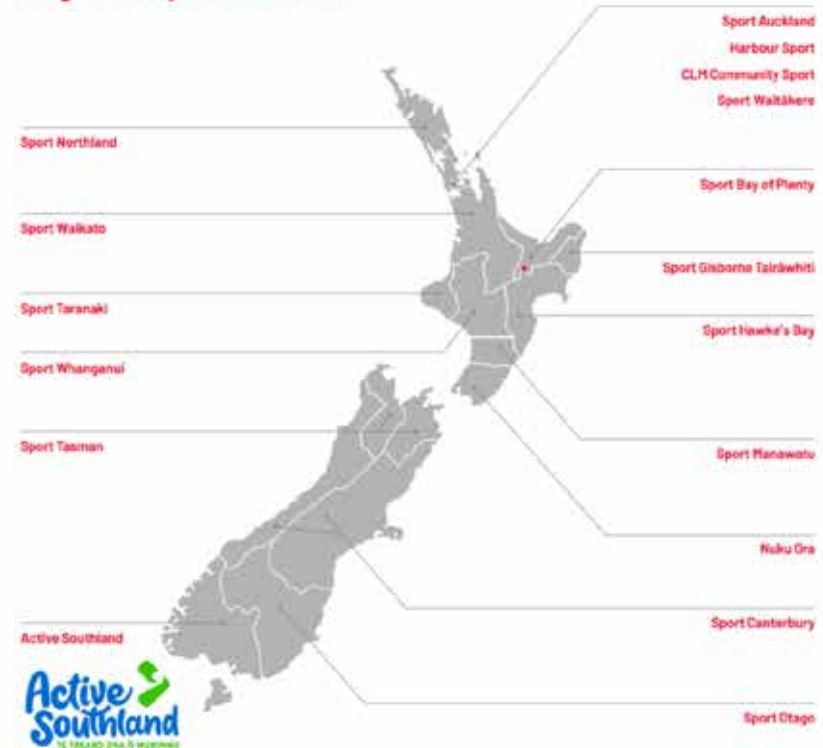 Sport Auckland
Harbour Sport
CLM Community Sport
Sport Waitākere
Sport Northland
Sport Bay of Plenty
Sport Waikato
Sport Gisborne Tairāwhiti
Sport Taranaki
Sport Hawke's Bay
Sport Whanganui
Sport Tasman
Sport Manawatu
Nuku Ora
Sport Canterbury
Active Southland
Active
Southland
Sport Otago